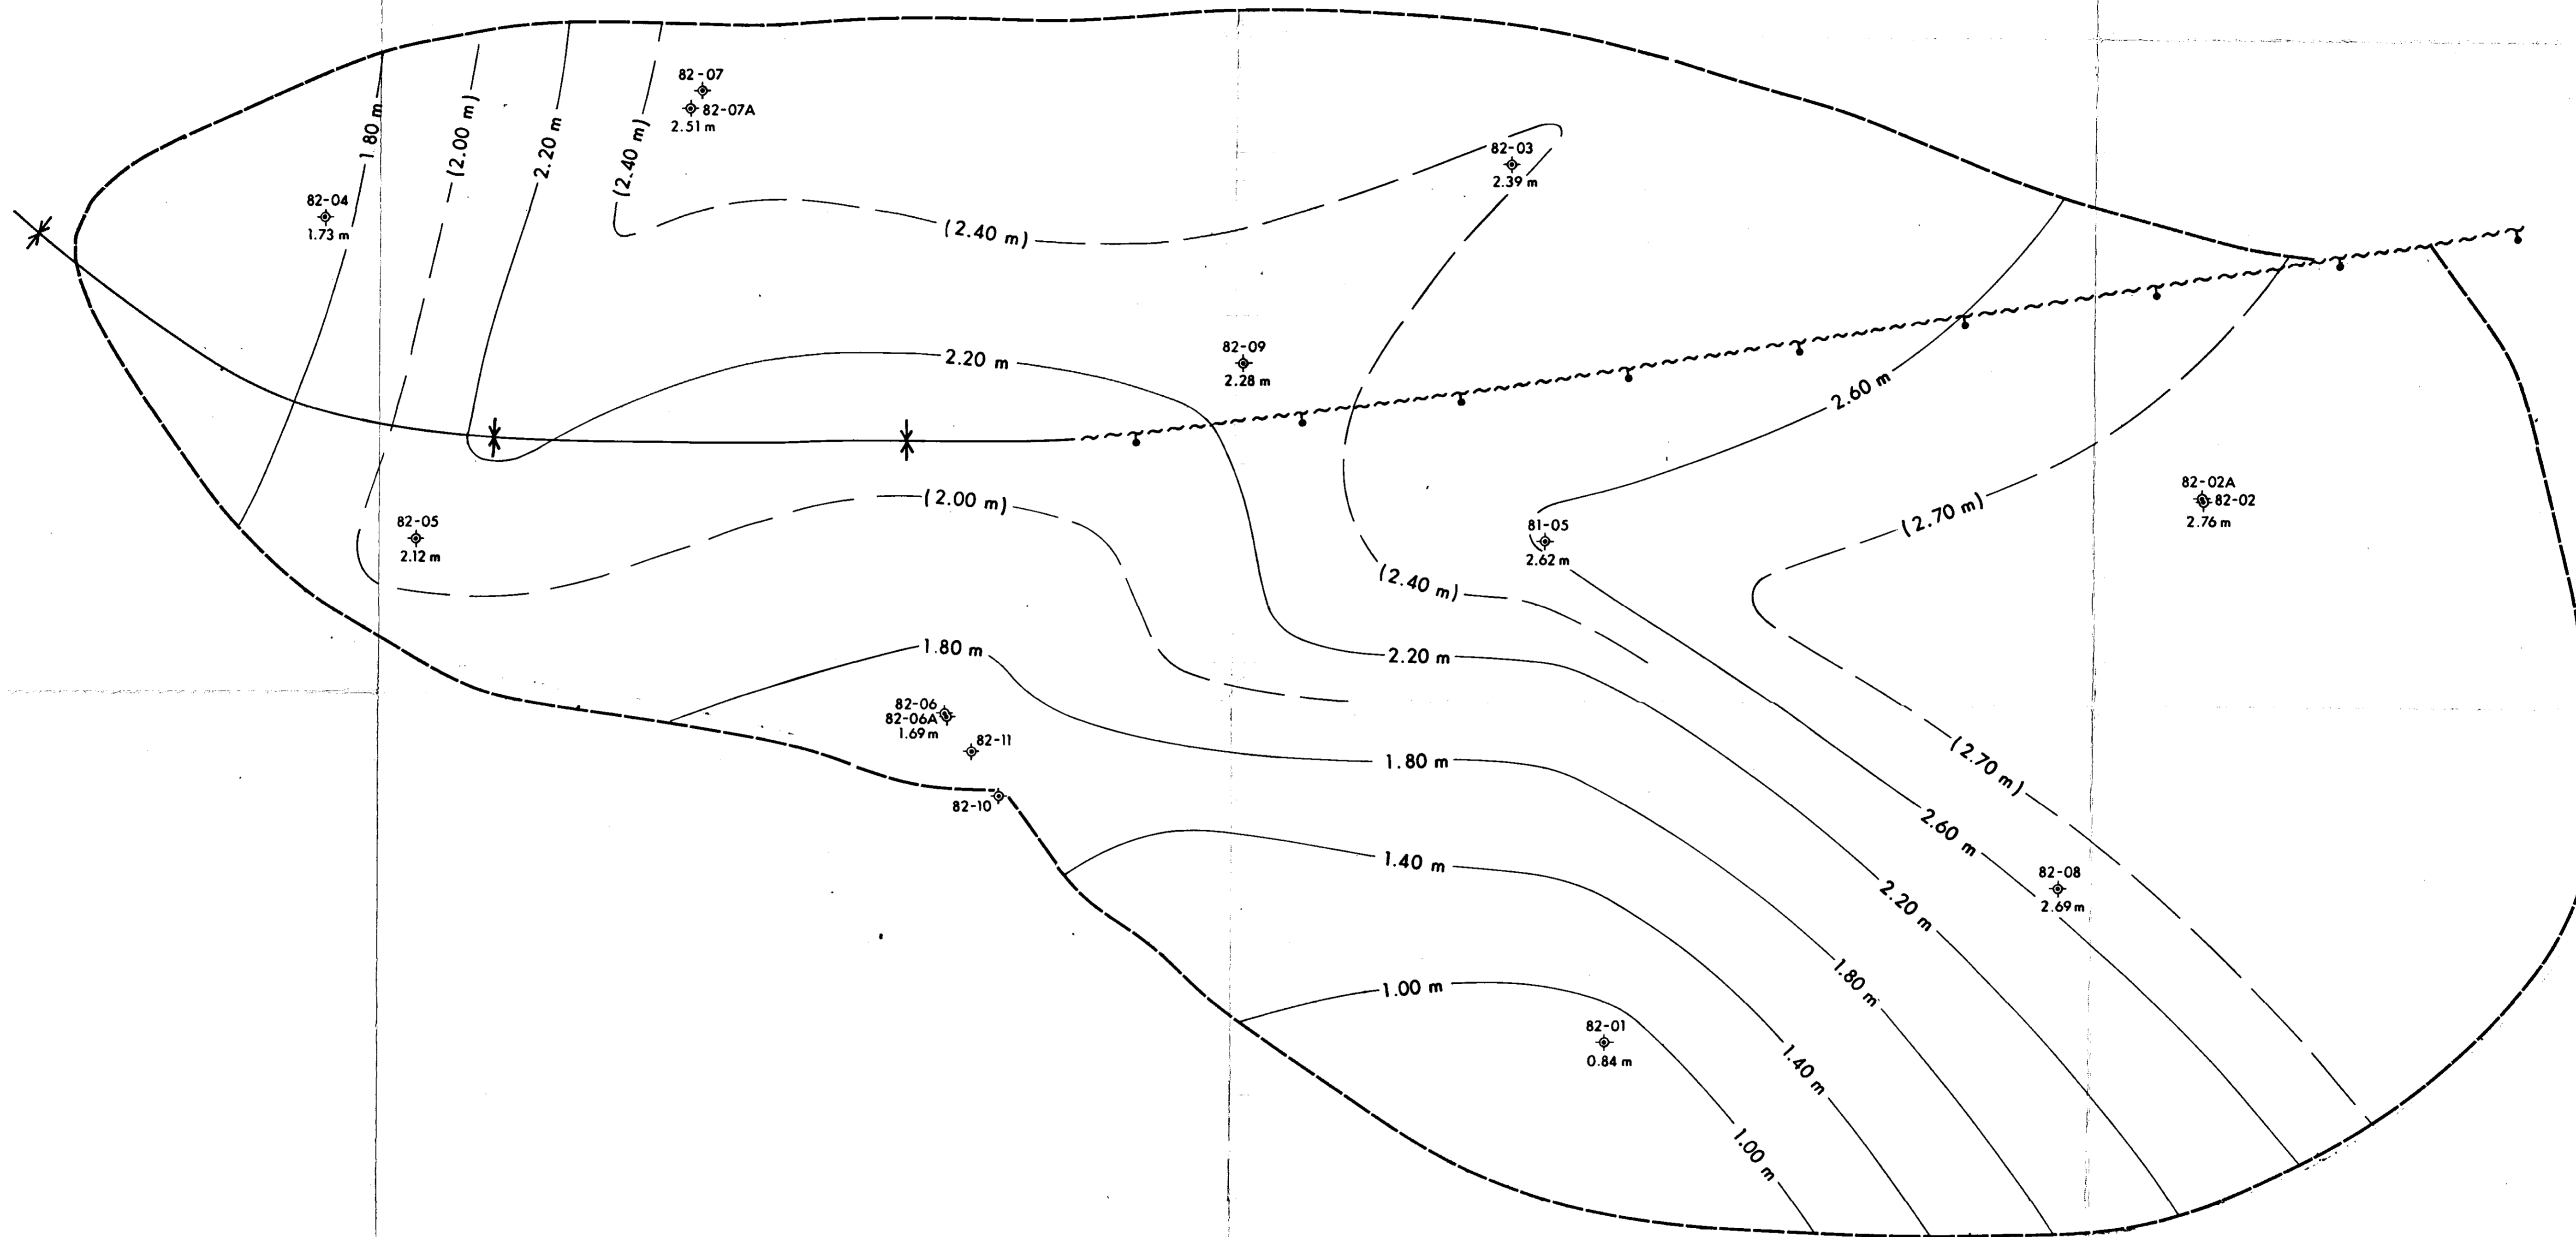 82-07
82-07A
2.51 m
1.80 m
(2.00 m)
2.20 m
(2.40 m)
82-03
2.39 m
82-04
1.73 m
(2.40 m)
82-09
2.28 m
2.20 m
2.60 m
82-02A
82-02
2.76 m
(2.00 m)
(2.70 m)
82-05
2.12 m
81-05
2.62 m
(2.40 m)
1.80 m
2.20 m
82-06
82-06A
1.69 m
82-11
1.80 m
(2.70 m)
82-10
2.60 m
1.40 m
82-08
2.69 m
2.20 m
1.00 m
1.80 m
82-01
0.84 m
1.40 m
1.00 m